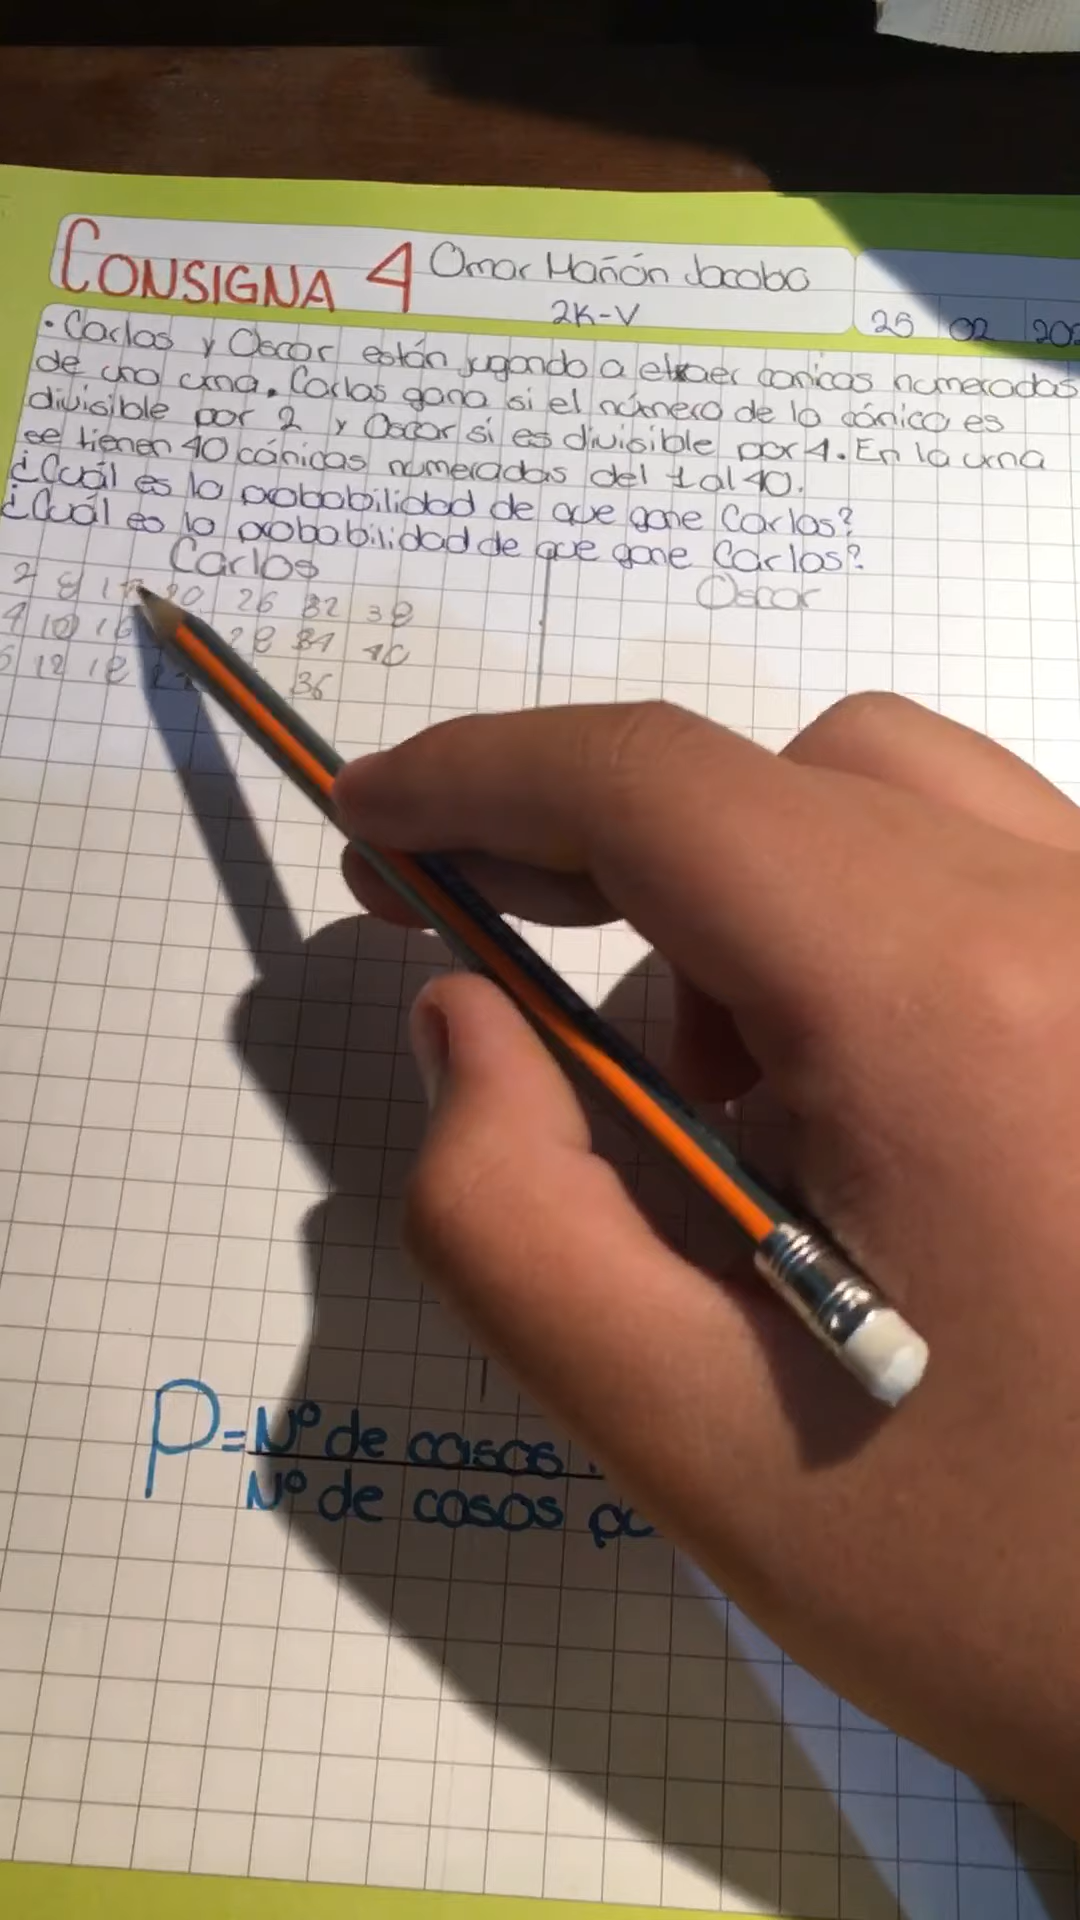 CONSIGNA 4 Omar Mañón Jacobo
2K-V
25 02 202
• Carlos y Oscar están jugando a extraer canicas numeradas
de una urna. Carlos gana si el número de la cánica es
divisible por 2 y Oscar si es divisible por 4. En la urna
se tienen 40 cánicas numeradas del 1 al 40.
¿Cuál es la probabilidad de que gane Carlos?
¿Cuál es la probabilidad de que gane Carlos?
Carlos
Oscar
2 8 20 26 32 38
4 10 16 28 34 40
6 12 18 36
P= Nº de casos
Nº de casos